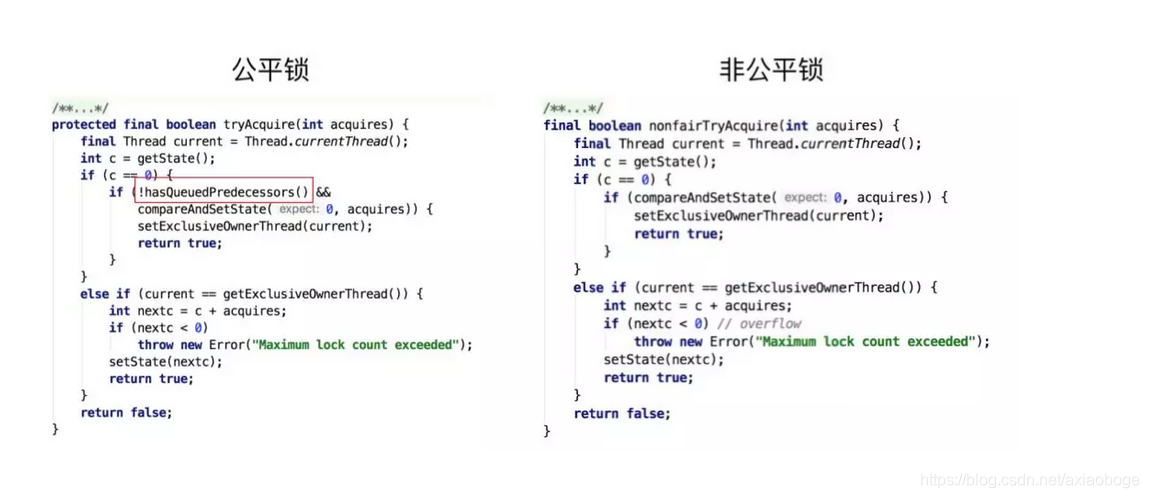 公平锁
/**...*/
protected final boolean tryAcquire(int acquires) {
final Thread current = Thread.currentThread();
int c = getState();
if (c == 0) {
if (!hasQueuedPredecessors() &&
compareAndSetState( expect: 0, acquires)) {
setExclusiveOwnerThread(current);
return true;
}
}
else if (current == getExclusiveOwnerThread()) {
int nextc = c + acquires;
if (nextc < 0)
throw new Error("Maximum lock count exceeded");
setState(nextc);
return true;
}
return false;
}
非公平锁
/**...*/
final boolean nonfairTryAcquire(int acquires) {
final Thread current = Thread.currentThread();
int c = getState();
if (c == 0) {
if (compareAndSetState( expect: 0, acquires)) {
setExclusiveOwnerThread(current);
return true;
}
}
else if (current == getExclusiveOwnerThread()) {
int nextc = c + acquires;
if (nextc < 0) // overflow
throw new Error("Maximum lock count exceeded");
setState(nextc);
return true;
}
return false;
}
https://blog.csdn.net/axiaoboge